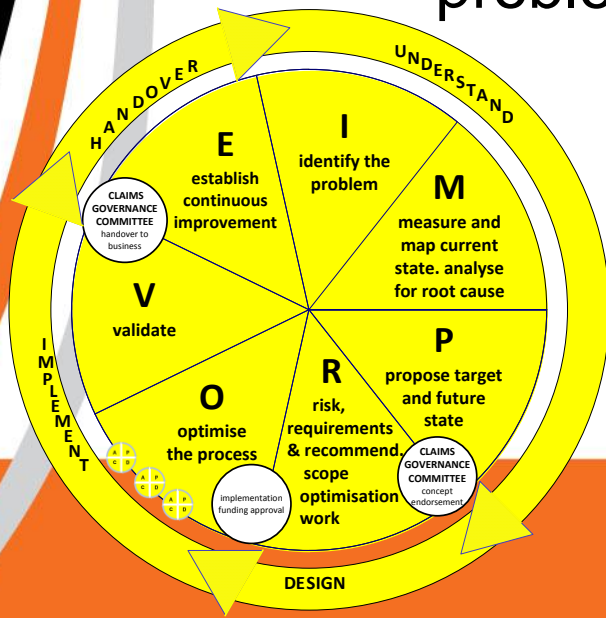 proble
UNDERSTAND
I
identify the
problem
M
measure and
map current
state. analyse
for root cause
P
propose target
and future
state
CLAIMS
GOVERNANCE
COMMITTEE
concept
endorsement
R
risk,
requirements
& recommend.
scope
optimisation
work
DESIGN
implementation
funding approval
O
optimise
the process
A P
C D
A P
C D
A P
C D
IMPLEMENT
V
validate
CLAIMS
GOVERNANCE
COMMITTEE
handover to
business
HANDOVER
E
establish
continuous
improvement